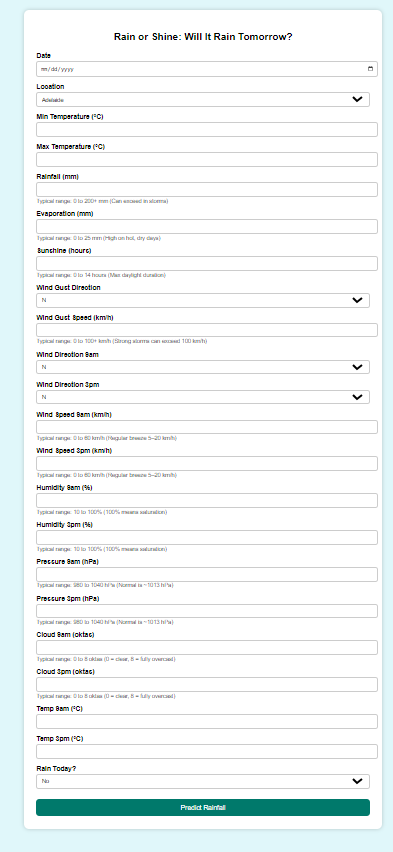 Rain or Shine: Will It Rain Tomorrow?
Date
mm/dd/yyyy
Location
Adelaide
Min Temperature (°C)
Max Temperature (°C)
Rainfall (mm)
Typical range: 0 to 200+ mm (Can exceed in storms)
Evaporation (mm)
Typical range: 0 to 25 mm (High on hot, dry days)
Sunshine (hours)
Typical range: 0 to 14 hours (Max daylight duration)
Wind Gust Direction
N
Wind Gust Speed (km/h)
Typical range: 0 to 100+ km/h (Strong storms can exceed 100 km/h)
Wind Direction 9am
N
Wind Direction 3pm
N
Wind Speed 9am (km/h)
Typical range: 0 to 60 km/h (Regular breeze 5–20 km/h)
Wind Speed 3pm (km/h)
Typical range: 0 to 60 km/h (Regular breeze 5–20 km/h)
Humidity 9am (%)
Typical range: 10 to 100% (100% means saturation)
Humidity 3pm (%)
Typical range: 10 to 100% (100% means saturation)
Pressure 9am (hPa)
Typical range: 980 to 1040 hPa (Normal is ~1013 hPa)
Pressure 3pm (hPa)
Typical range: 980 to 1040 hPa (Normal is ~1013 hPa)
Cloud 9am (oktas)
Typical range: 0 to 8 oktas (0 = clear, 8 = fully overcast)
Cloud 3pm (oktas)
Typical range: 0 to 8 oktas (0 = clear, 8 = fully overcast)
Temp 9am (°C)
Temp 3pm (°C)
Rain Today?
No
Predict Rainfall